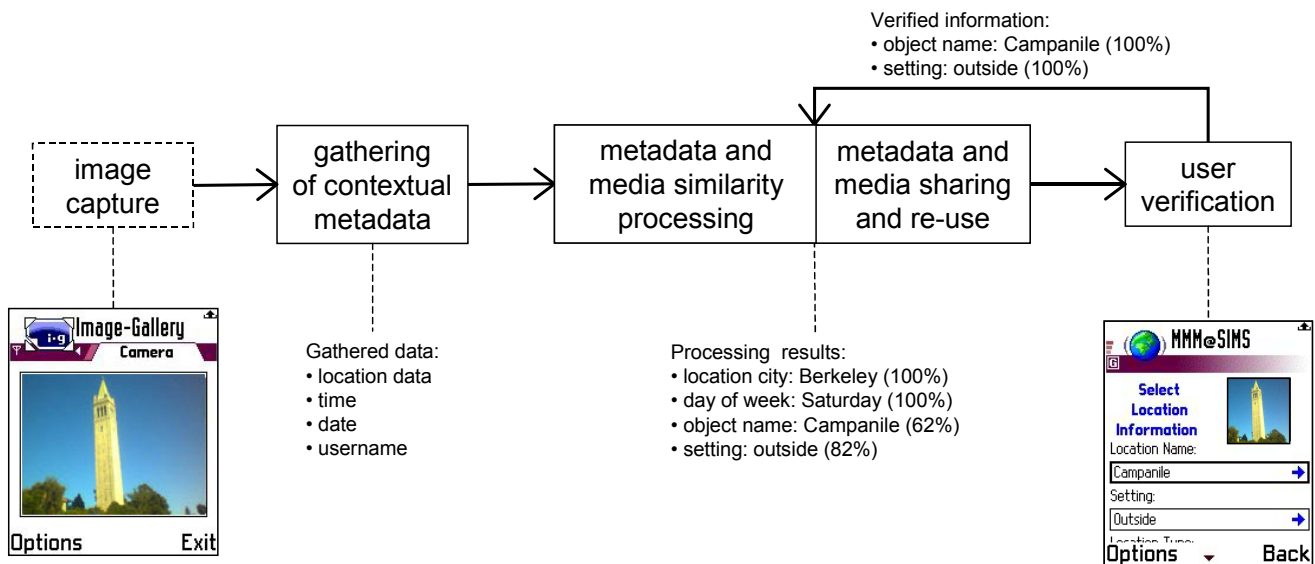 Verified information:
• object name: Campanile (100%)
• setting: outside (100%)
image
capture
gathering
of contextual
metadata
metadata and
media similarity
processing
metadata and
media sharing
and re-use
user
verification
i-g Image-Gallery
Camera
Options Exit
Gathered data:
• location data
• time
• date
• username
Processing results:
• location city: Berkeley (100%)
• day of week: Saturday (100%)
• object name: Campanile (62%)
• setting: outside (82%)
MMM@SIMS
G
Select
Location
Information
Location Name:
Campanile
Setting:
Outside
Location Type:
Options Back